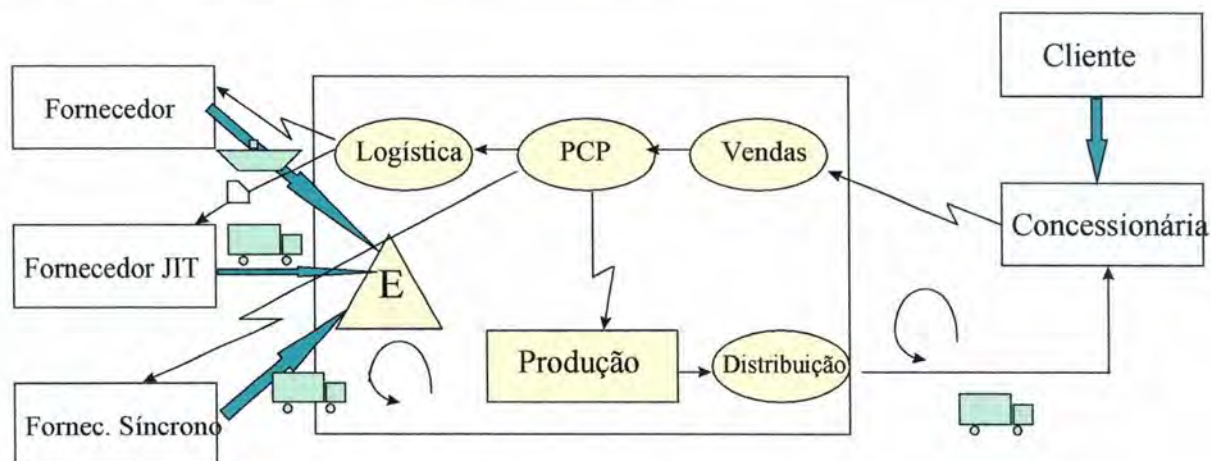 Cliente
Fornecedor
Logística
PCP
Vendas
Concessionária
Fornecedor JIT
E
Produção
Distribuição
Fornec. Síncrono